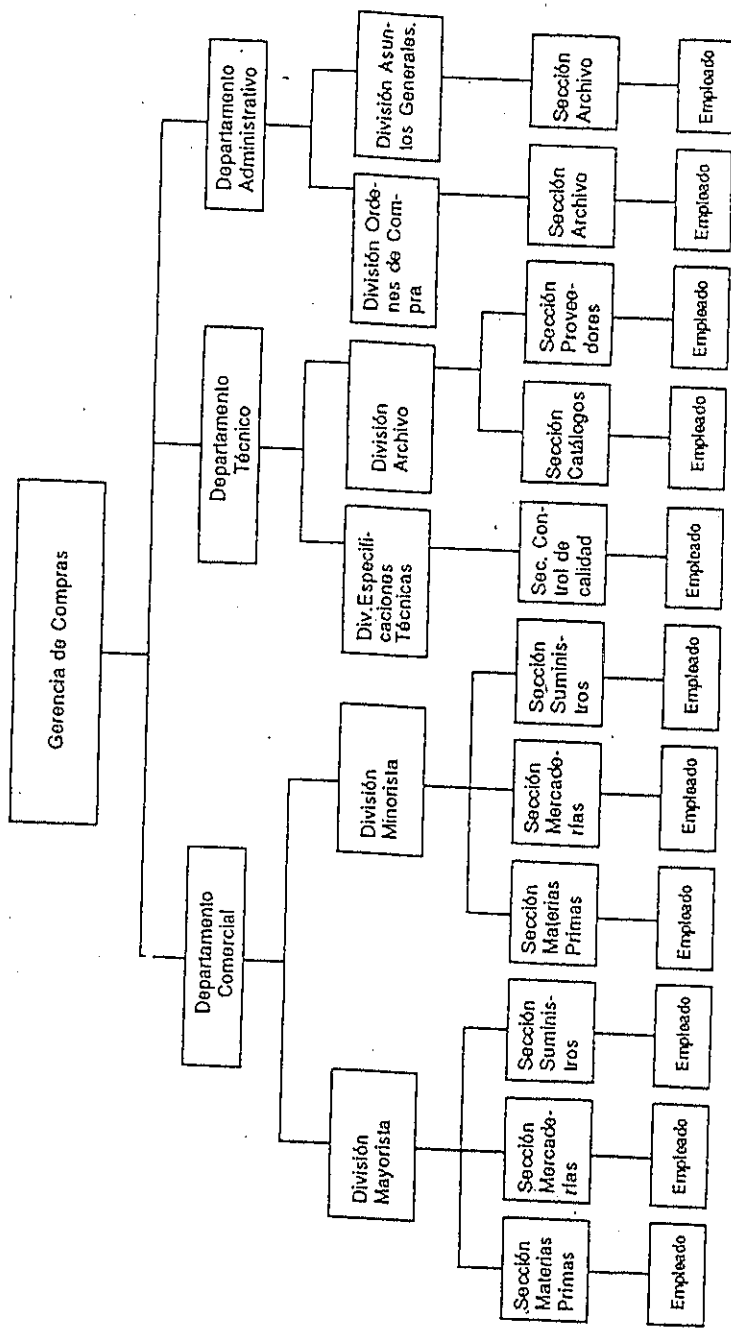 Gerencia de Compras
Departamento
Comercial
Departamento
Técnico
Departamento
Administrativo
División
Mayorista
División
Minorista
Div.Especifi-
caciones
Técnicas
División
Archivo
División Orde-
nes de Com-
pra
División Asun-
tos Generales.
Sección
Materias
Primas
Sección
Mercade-
rías
Sección
Suminis-
tros
Sección
Materias
Primas
Sección
Mercade-
rías
Sección
Suminis-
tros
Sec. Con-
trol de
calidad
Sección
Catálogos
Sección
Provee-
dores
Sección
Archivo
Sección
Archivo
Empleado
Empleado
Empleado
Empleado
Empleado
Empleado
Empleado
Empleado
Empleado
Empleado
Empleado